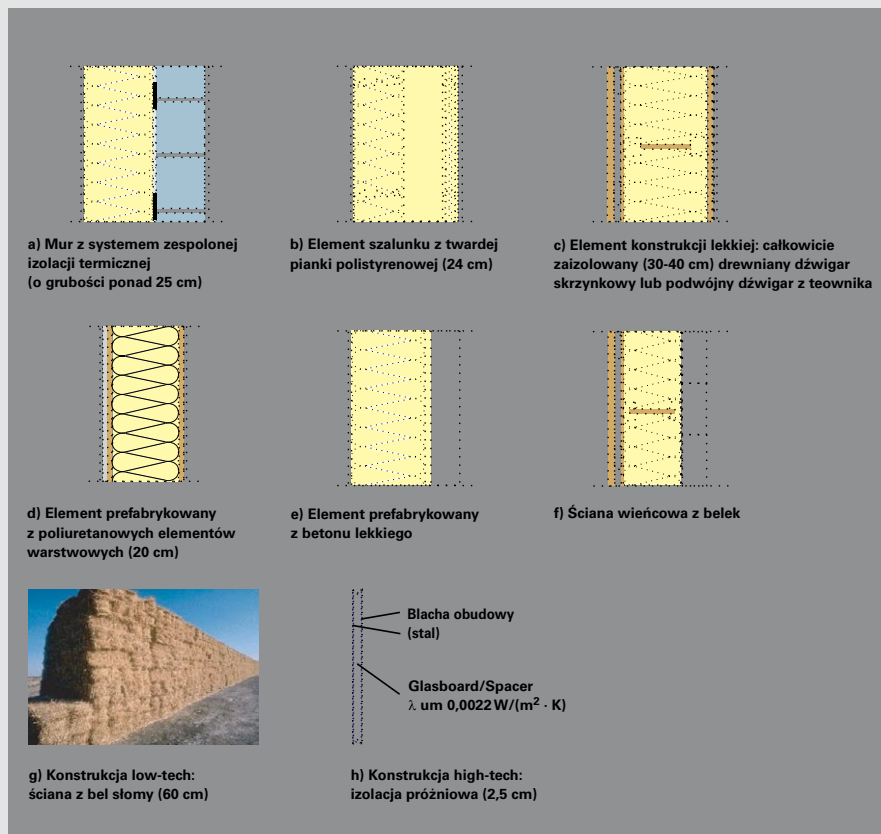 a) Mur z systemem zespolonej
izolacji termicznej
(o grubości ponad 25 cm)
b) Element szalunku z twardej
pianki polistyrenowej (24 cm)
c) Element konstrukcji lekkiej: całkowicie
zaizolowany (30-40 cm) drewniany dźwigar
skrzynkowy lub podwójny dźwigar z teownika
d) Element prefabrykowany
z poliuretanowych elementów
warstwowych (20 cm)
e) Element prefabrykowany
z betonu lekkiego
f) Ściana wieńcowa z belek
Blacha obudowy
(stal)
Glasboard/Spacer
λ um 0,0022 W/(m² · K)
g) Konstrukcja low-tech:
ściana z bel słomy (60 cm)
h) Konstrukcja high-tech:
izolacja próżniowa (2,5 cm)